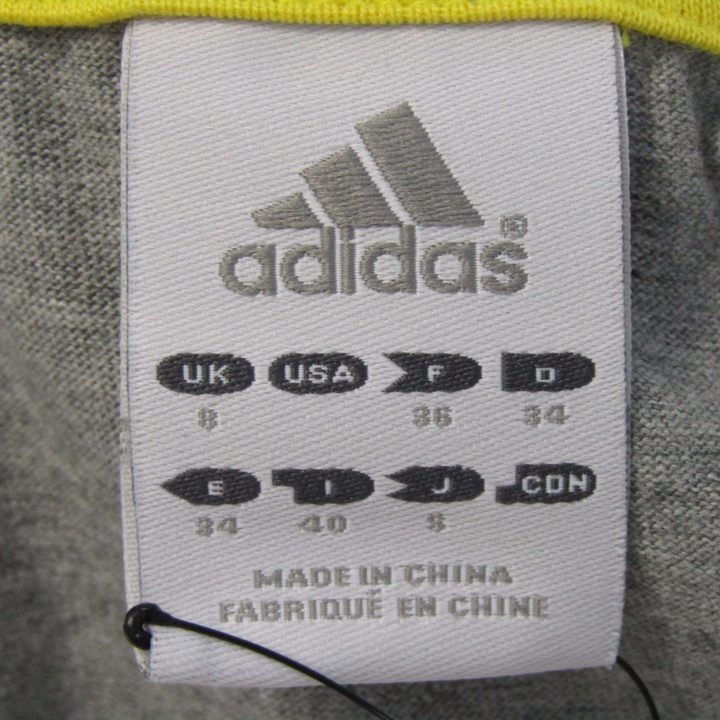 adidas®
UK USA F D
8 36 34
E I J CDN
34 40 S
MADE IN CHINA
FABRIQUÉ EN CHINE